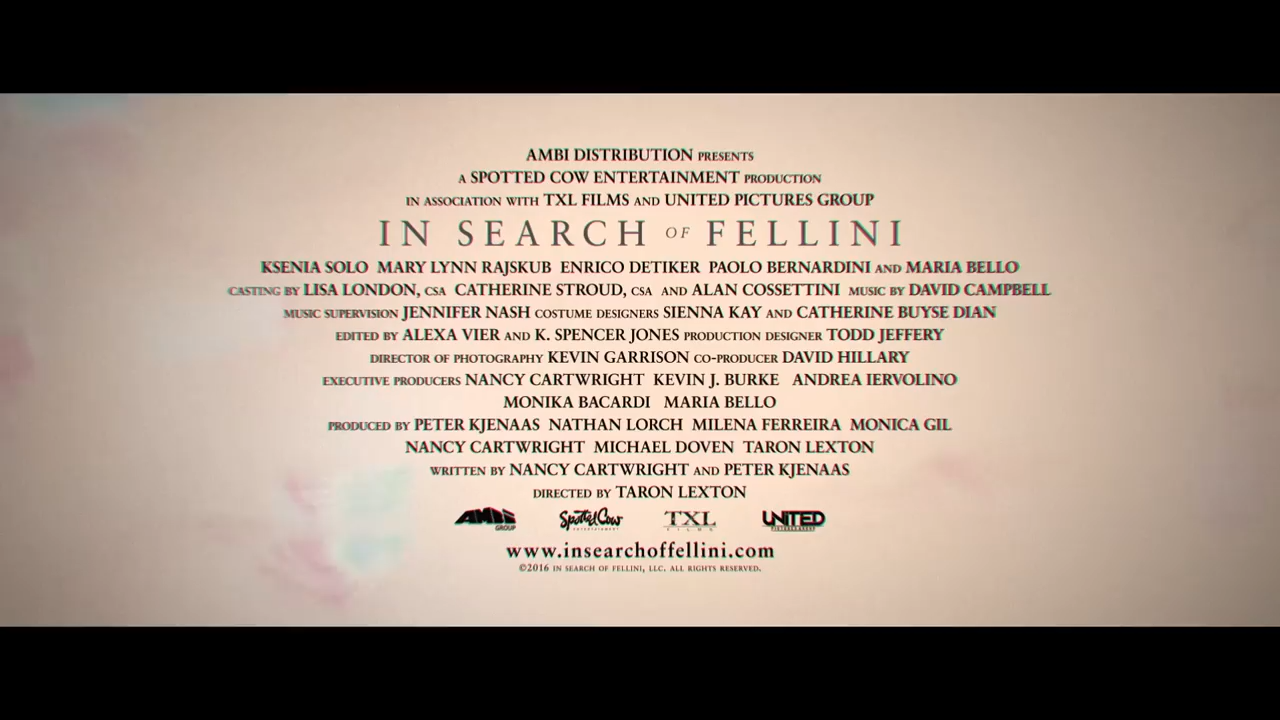 AMBI DISTRIBUTION PRESENTS
A SPOTTED COW ENTERTAINMENT PRODUCTION
IN ASSOCIATION WITH TXL FILMS AND UNITED PICTURES GROUP
IN SEARCH OF FELLINI
KSENIA SOLO MARY LYNN RAJSKUB ENRICO DETIKER PAOLO BERNARDINI AND MARIA BELLO
CASTING BY LISA LONDON, CSA CATHERINE STROUD, CSA AND ALAN COSSETTINI MUSIC BY DAVID CAMPBELL
MUSIC SUPERVISION JENNIFER NASH COSTUME DESIGNERS SIENNA KAY AND CATHERINE BUYSE DIAN
EDITED BY ALEXA VIER AND K. SPENCER JONES PRODUCTION DESIGNER TODD JEFFERY
DIRECTOR OF PHOTOGRAPHY KEVIN GARRISON CO-PRODUCER DAVID HILLARY
EXECUTIVE PRODUCERS NANCY CARTWRIGHT KEVIN J. BURKE ANDREA IERVOLINO
MONIKA BACARDI MARIA BELLO
PRODUCED BY PETER KJENAAS NATHAN LORCH MILENA FERREIRA MONICA GIL
NANCY CARTWRIGHT MICHAEL DOVEN TARON LEXTON
WRITTEN BY NANCY CARTWRIGHT AND PETER KJENAAS
DIRECTED BY TARON LEXTON
AMBI GROUP Spotted Cow ENTERTAINMENT TXL FILMS UNITED
www.insearchoffellini.com
©2016 IN SEARCH OF FELLINI, LLC. ALL RIGHTS RESERVED.